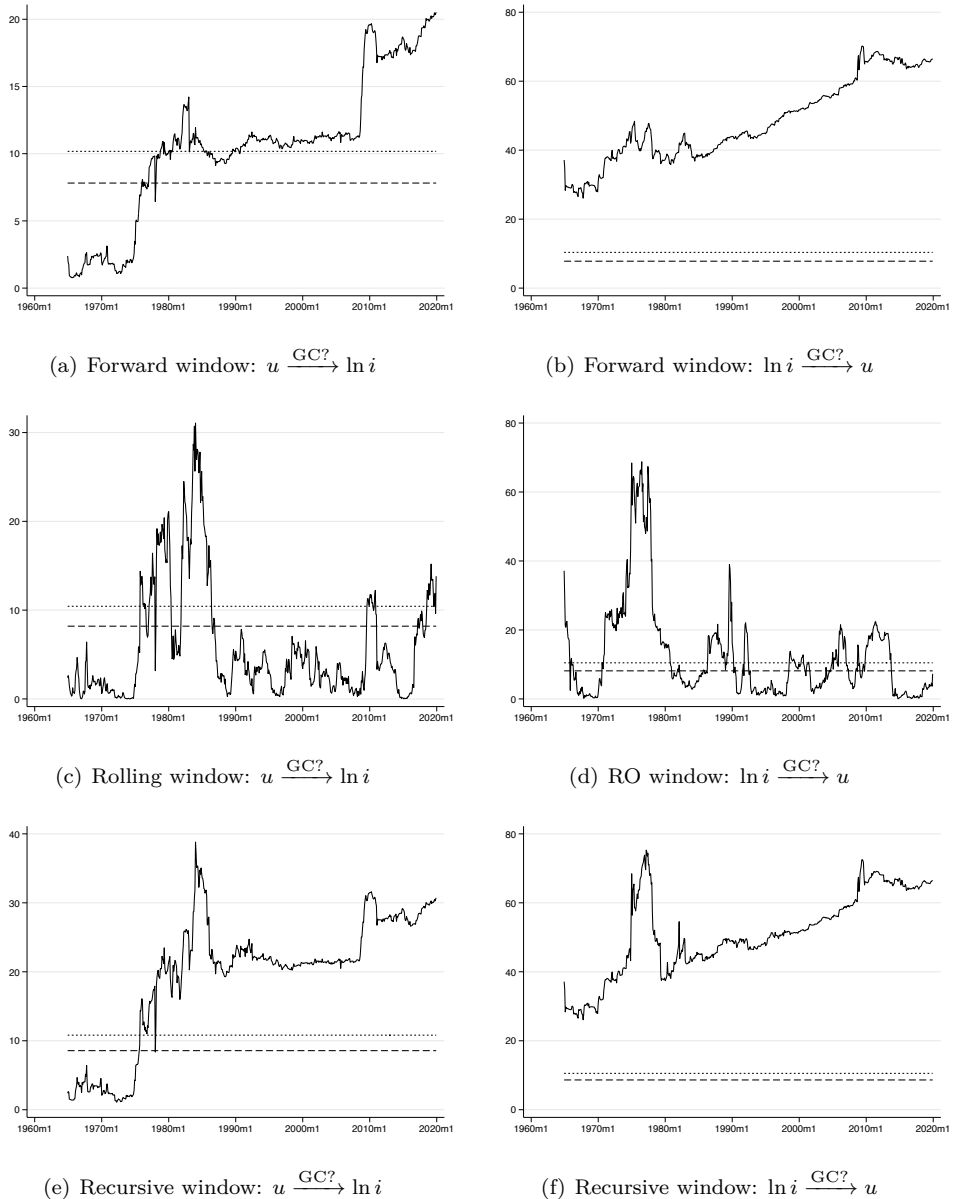 20
15
10
5
0
1960m1 1970m1 1980m1 1990m1 2000m1 2010m1 2020m1
(a) Forward window: u GC?⟶ ln i
80
60
40
20
0
1960m1 1970m1 1980m1 1990m1 2000m1 2010m1 2020m1
(b) Forward window: ln i GC?⟶ u
30
20
10
0
1960m1 1970m1 1980m1 1990m1 2000m1 2010m1 2020m1
(c) Rolling window: u GC?⟶ ln i
80
60
40
20
0
1960m1 1970m1 1980m1 1990m1 2000m1 2010m1 2020m1
(d) RO window: ln i GC?⟶ u
40
30
20
10
0
1960m1 1970m1 1980m1 1990m1 2000m1 2010m1 2020m1
(e) Recursive window: u GC?⟶ ln i
80
60
40
20
0
1960m1 1970m1 1980m1 1990m1 2000m1 2010m1 2020m1
(f) Recursive window: ln i GC?⟶ u